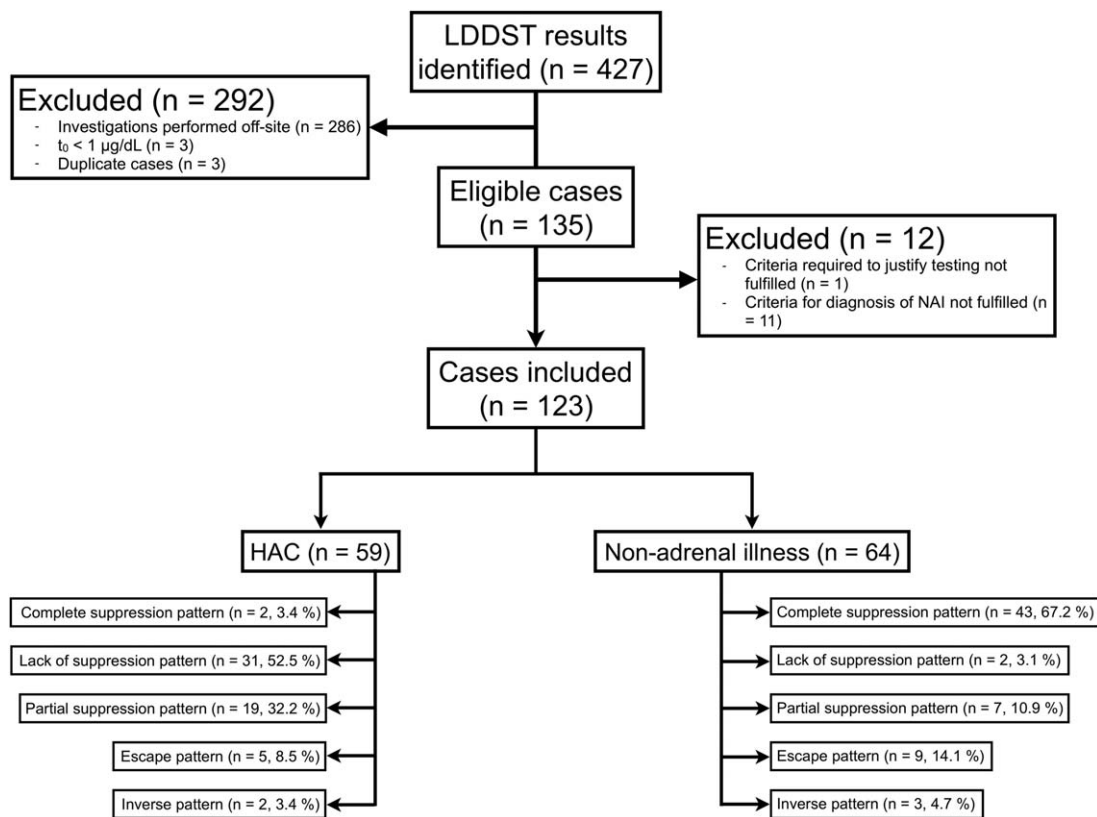 LDDST results
identified (n = 427)
Excluded (n = 292)
- Investigations performed off-site (n = 286)
- t₀ < 1 µg/dL (n = 3)
- Duplicate cases (n = 3)
Eligible cases
(n = 135)
Excluded (n = 12)
- Criteria required to justify testing not
fulfilled (n = 1)
- Criteria for diagnosis of NAI not fulfilled (n
= 11)
Cases included
(n = 123)
HAC (n = 59)
Complete suppression pattern (n = 2, 3.4 %)
Lack of suppression pattern (n = 31, 52.5 %)
Partial suppression pattern (n = 19, 32.2 %)
Escape pattern (n = 5, 8.5 %)
Inverse pattern (n = 2, 3.4 %)
Non-adrenal illness (n = 64)
Complete suppression pattern (n = 43, 67.2 %)
Lack of suppression pattern (n = 2, 3.1 %)
Partial suppression pattern (n = 7, 10.9 %)
Escape pattern (n = 9, 14.1 %)
Inverse pattern (n = 3, 4.7 %)